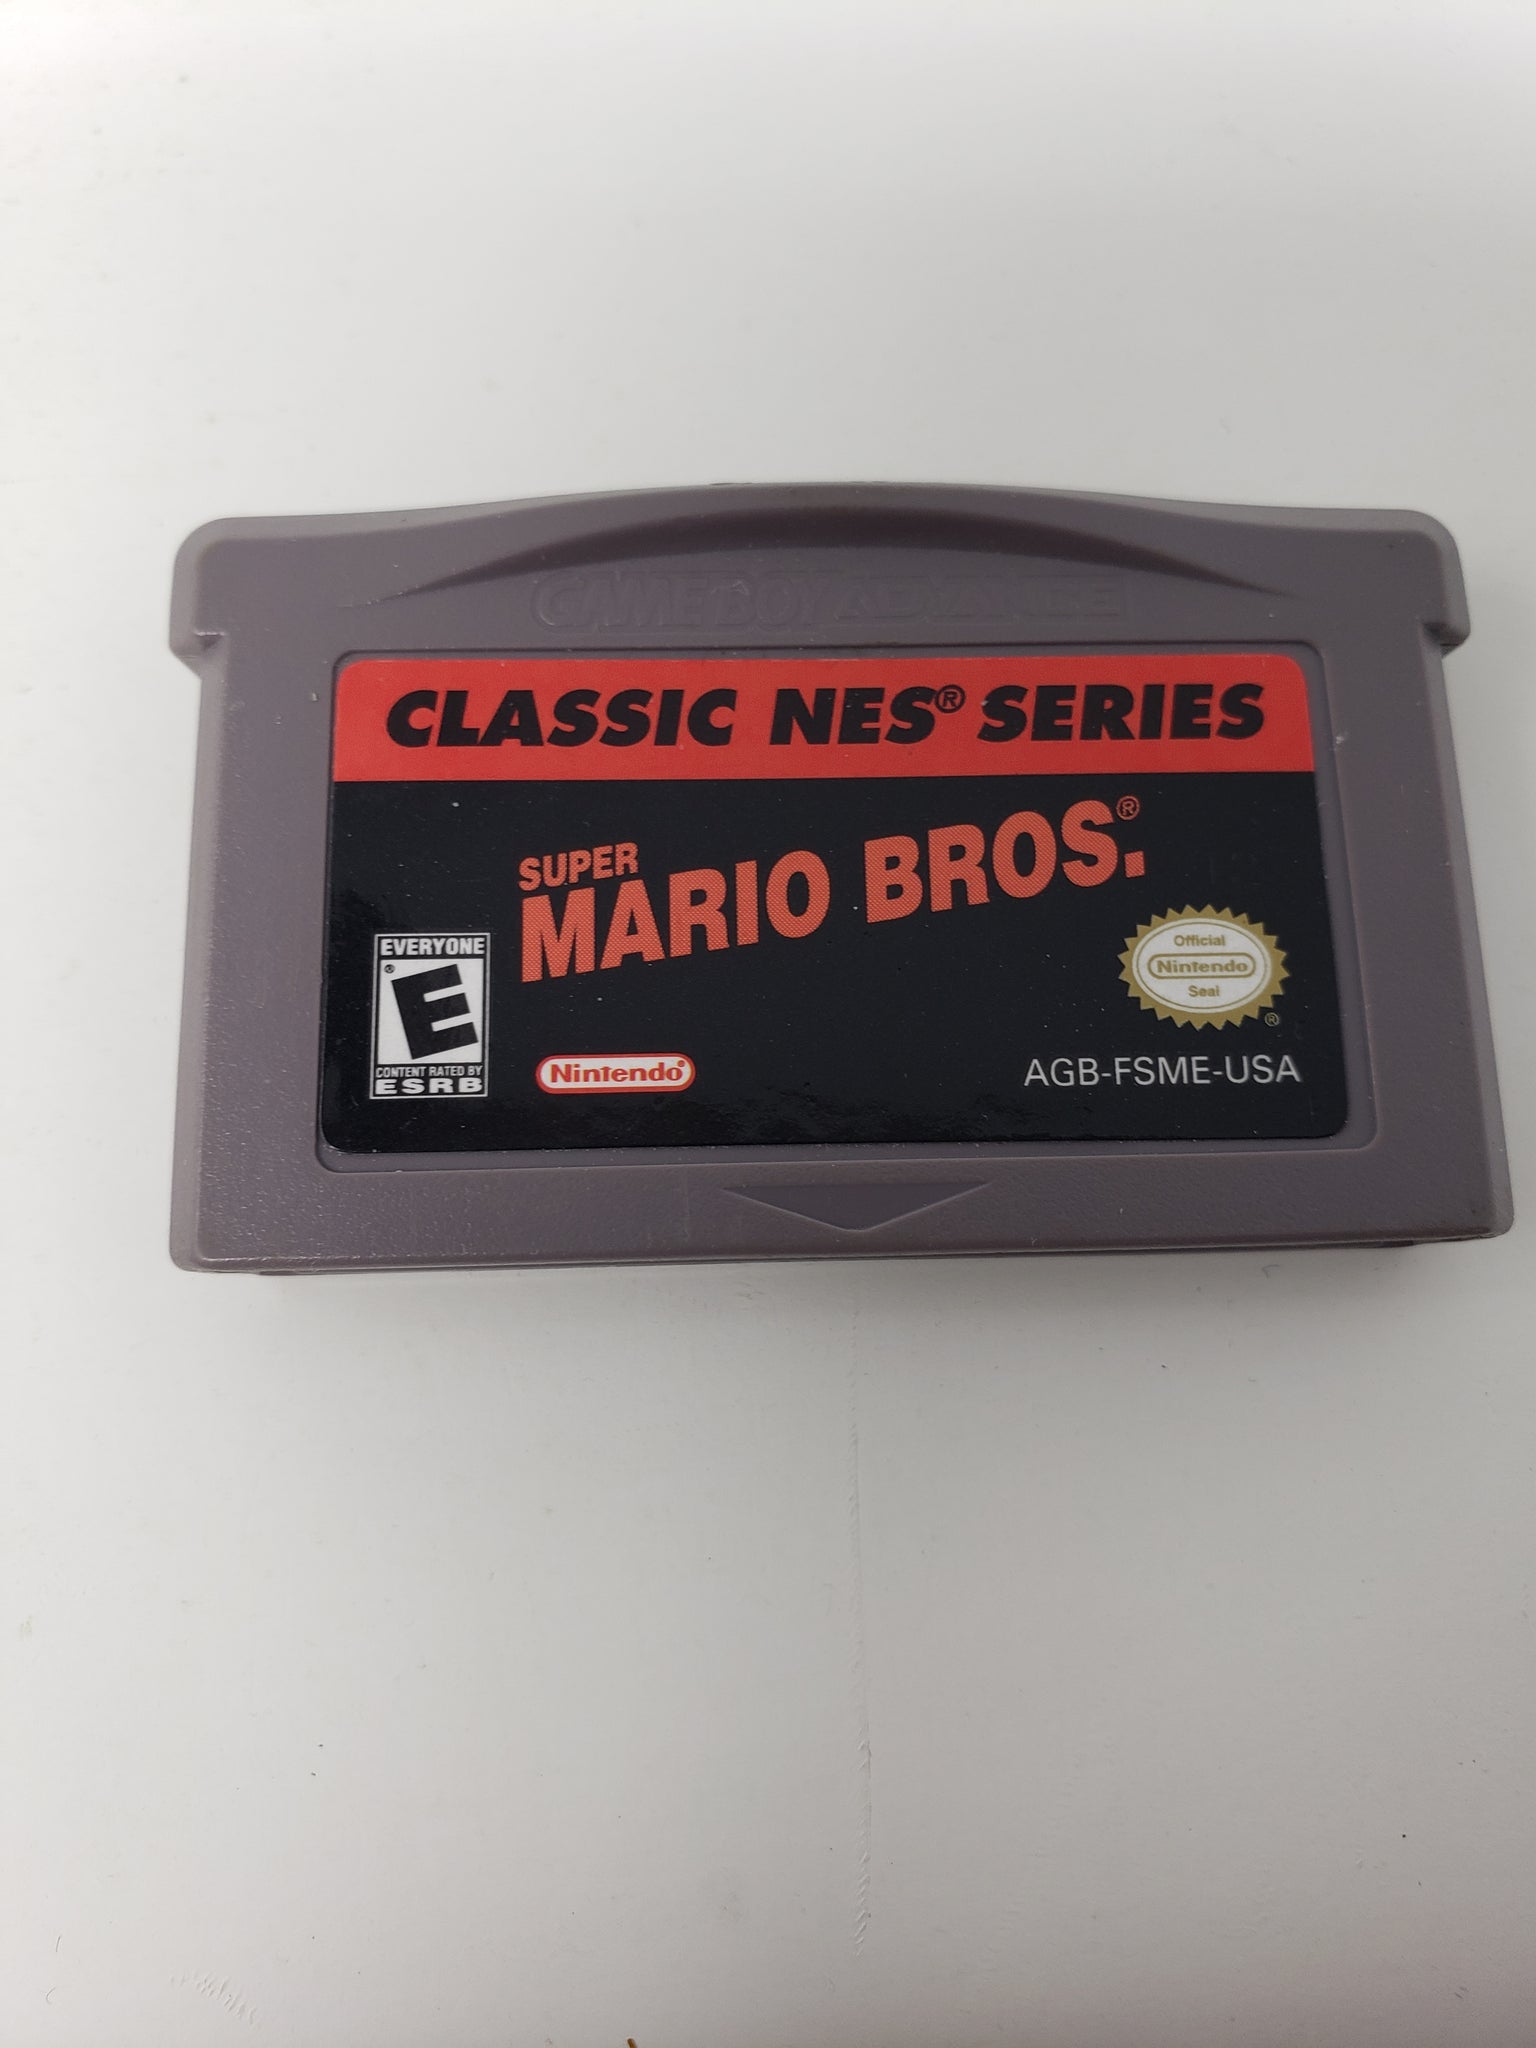 GAME BOY ADVANCE
CLASSIC NES® SERIES
SUPER
MARIO BROS.®
EVERYONE
E®
CONTENT RATED BY
ESRB
Nintendo®
Official
Nintendo
Seal
®
AGB-FSME-USA